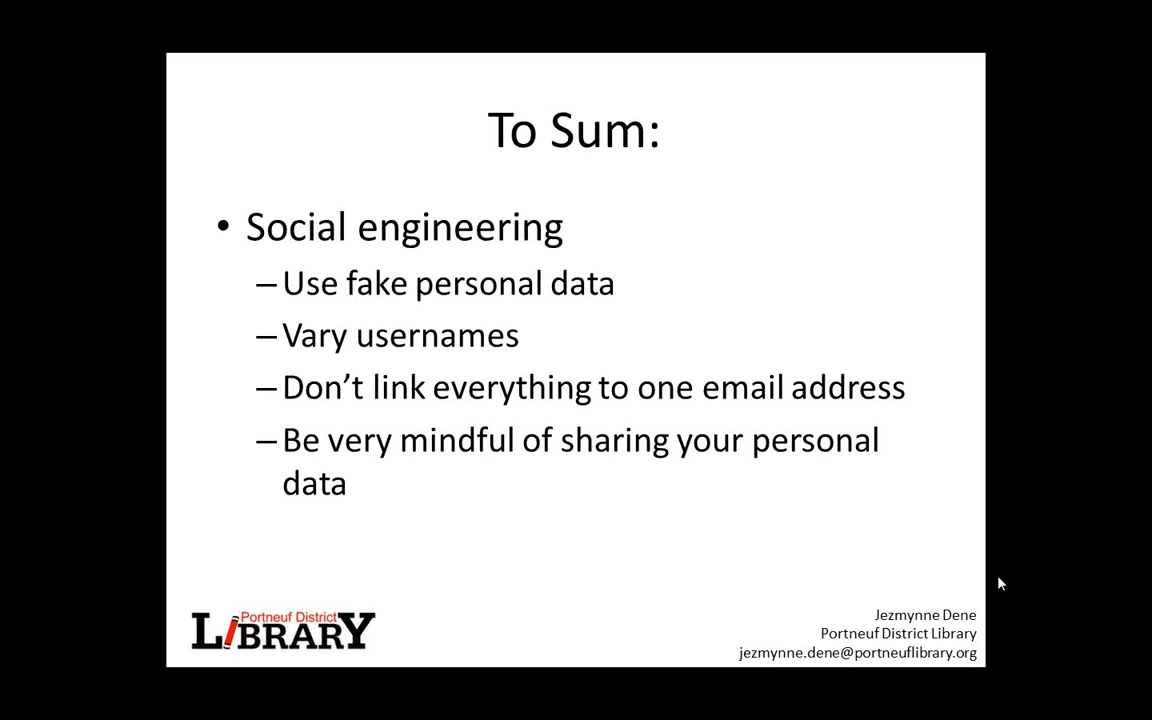 To Sum:
• Social engineering
– Use fake personal data
– Vary usernames
– Don’t link everything to one email address
– Be very mindful of sharing your personal
data
Portneuf District
LIBRARY
Jezmynne Dene
Portneuf District Library
jezmynne.dene@portneuflibrary.org